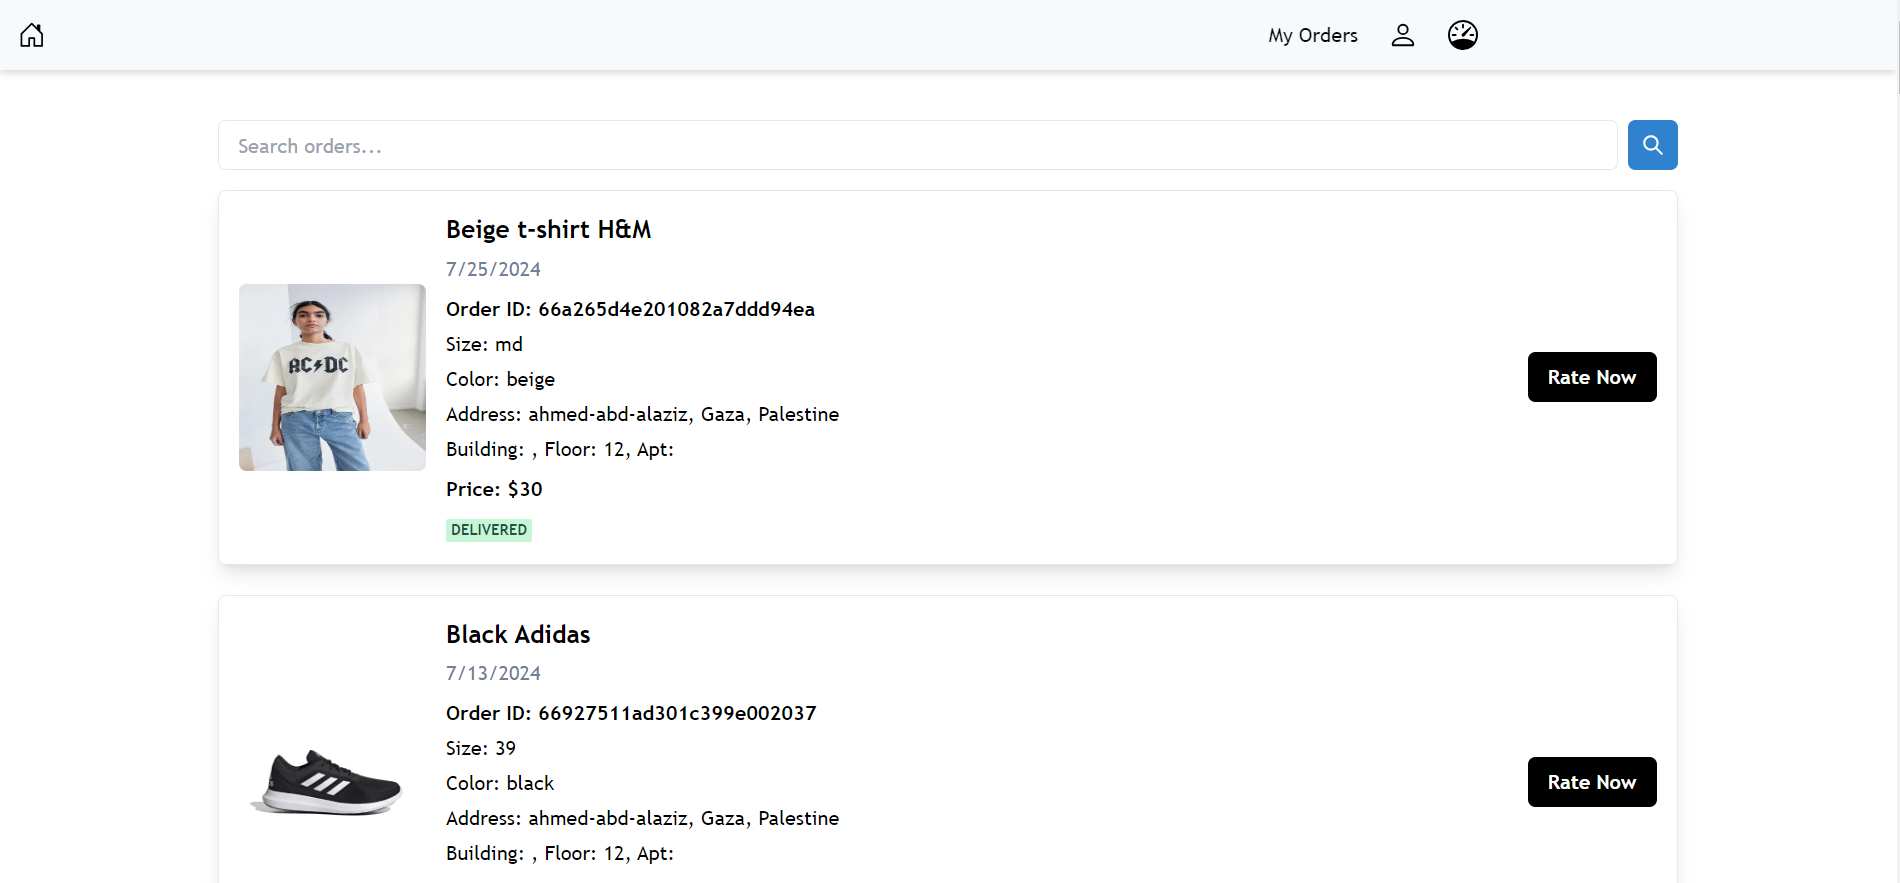 My Orders
Search orders...
Beige t-shirt H&M
7/25/2024
Order ID: 66a265d4e201082a7ddd94ea
Size: md
Color: beige
Address: ahmed-abd-alaziz, Gaza, Palestine
Building: , Floor: 12, Apt:
Price: $30
DELIVERED
AC⚡DC
Rate Now
Black Adidas
7/13/2024
Order ID: 66927511ad301c399e002037
Size: 39
Color: black
Address: ahmed-abd-alaziz, Gaza, Palestine
Building: , Floor: 12, Apt:
Rate Now